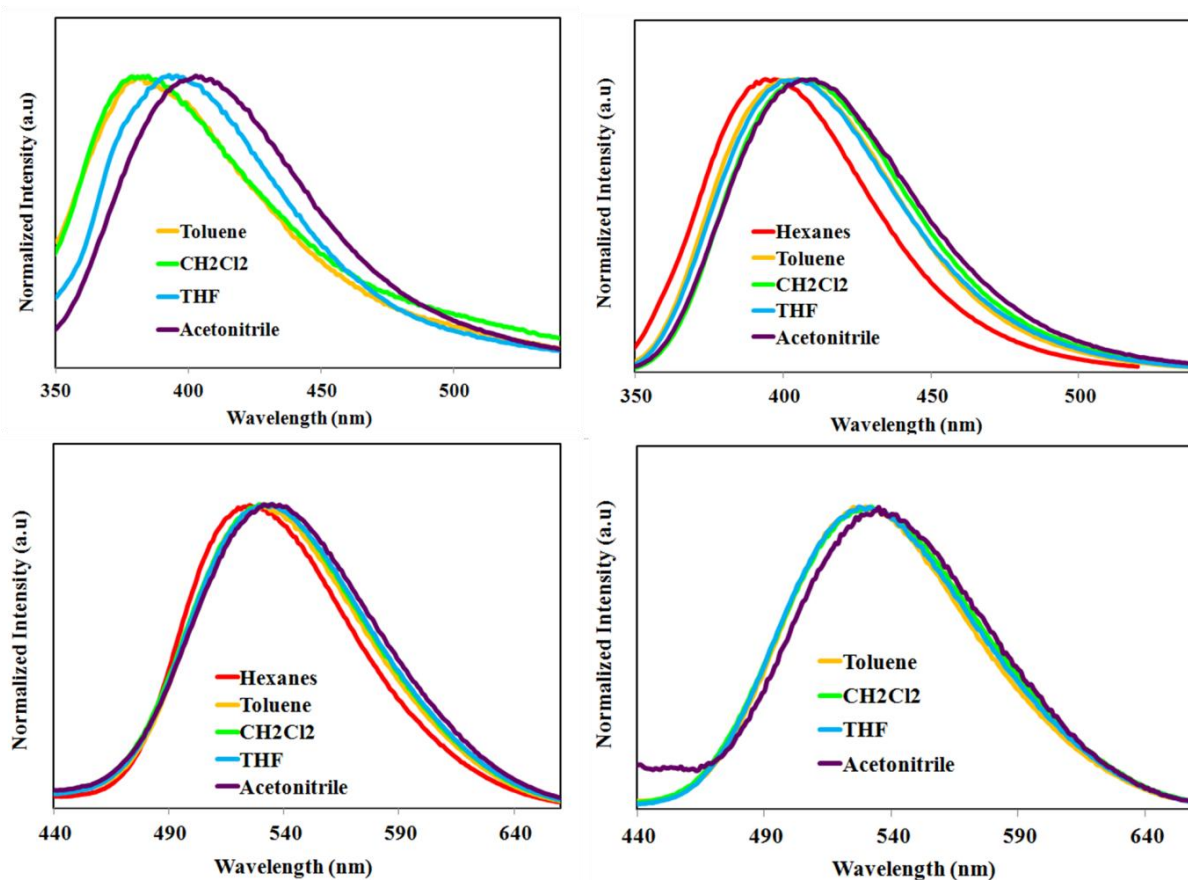 Normalized Intensity (a.u)
Toluene
CH2Cl2
THF
Acetonitrile
350 400 450 500
Wavelength (nm)
Normalized Intensity (a.u)
Hexanes
Toluene
CH2Cl2
THF
Acetonitrile
350 400 450 500
Wavelength (nm)
Normalized Intensity (a.u)
Hexanes
Toluene
CH2Cl2
THF
Acetonitrile
440 490 540 590 640
Wavelength (nm)
Normalized Intensity (a.u)
Toluene
CH2Cl2
THF
Acetonitrile
440 490 540 590 640
Wavelength (nm)